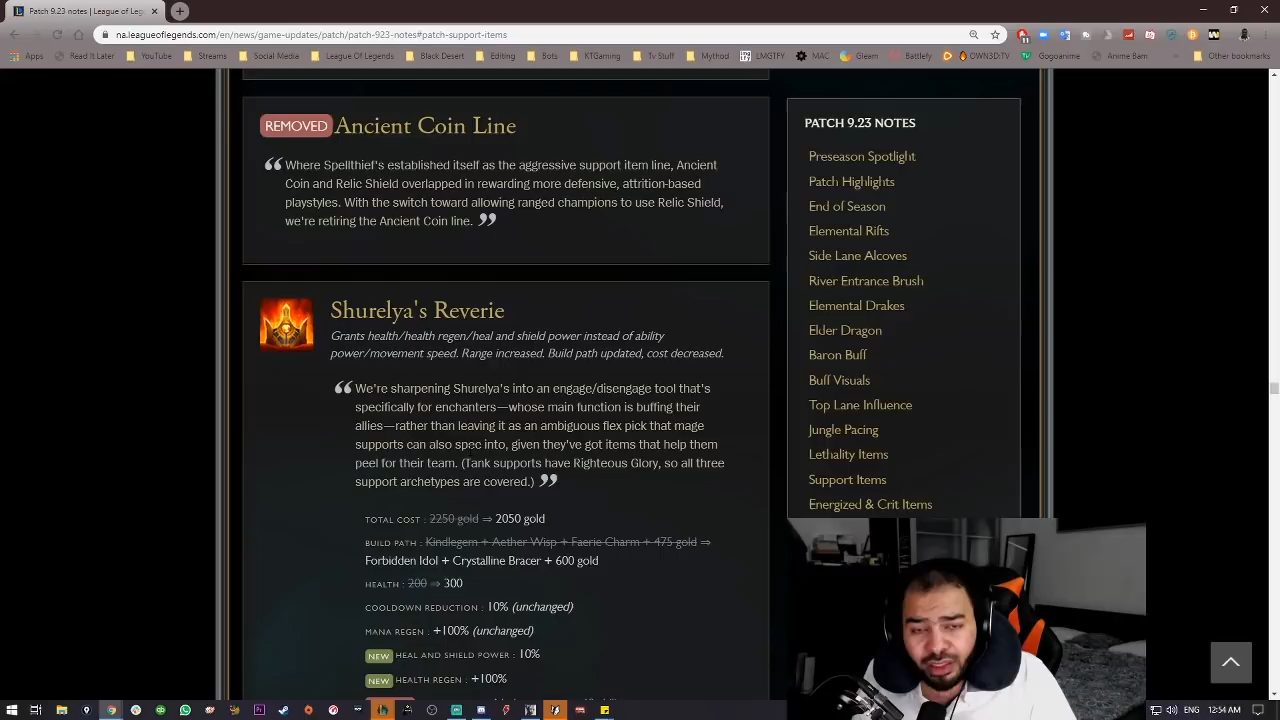 Patch 9.23 notes | League of Leg
na.leagueoflegends.com/en/news/game-updates/patch/patch-923-notes#patch-support-items
Apps
Read It Later
YouTube
Streams
Social Media
League Of Legends
Black Desert
Editing
Bots
KTGaming
Tv Stuff
Mythod
LMGTFY
MAC
Gleam
Battlefy
OWN3D:TV
Gogoanime
Anime Bam
Other bookmarks
REMOVED Ancient Coin Line
Where Spellthief's established itself as the aggressive support item line, Ancient
Coin and Relic Shield overlapped in rewarding more defensive, attrition-based
playstyles. With the switch toward allowing ranged champions to use Relic Shield,
we're retiring the Ancient Coin line.
Shurelya's Reverie
Grants health/health regen/heal and shield power instead of ability
power/movement speed. Range increased. Build path updated, cost decreased.
We're sharpening Shurelya's into an engage/disengage tool that's
specifically for enchanters—whose main function is buffing their
allies—rather than leaving it as an ambiguous flex pick that mage
supports can also spec into, given they've got items that help them
peel for their team. (Tank supports have Righteous Glory, so all three
support archetypes are covered.)
TOTAL COST : 2250 gold ⇒ 2050 gold
BUILD PATH : Kindlegem + Aether Wisp + Faerie Charm + 475 gold ⇒
Forbidden Idol + Crystalline Bracer + 600 gold
HEALTH : 200 ⇒ 300
COOLDOWN REDUCTION : 10% (unchanged)
MANA REGEN : +100% (unchanged)
NEW HEAL AND SHIELD POWER : 10%
NEW HEALTH REGEN : +100%
PATCH 9.23 NOTES
Preseason Spotlight
Patch Highlights
End of Season
Elemental Rifts
Side Lane Alcoves
River Entrance Brush
Elemental Drakes
Elder Dragon
Baron Buff
Buff Visuals
Top Lane Influence
Jungle Pacing
Lethality Items
Support Items
Energized & Crit Items
ENG
12:54 AM